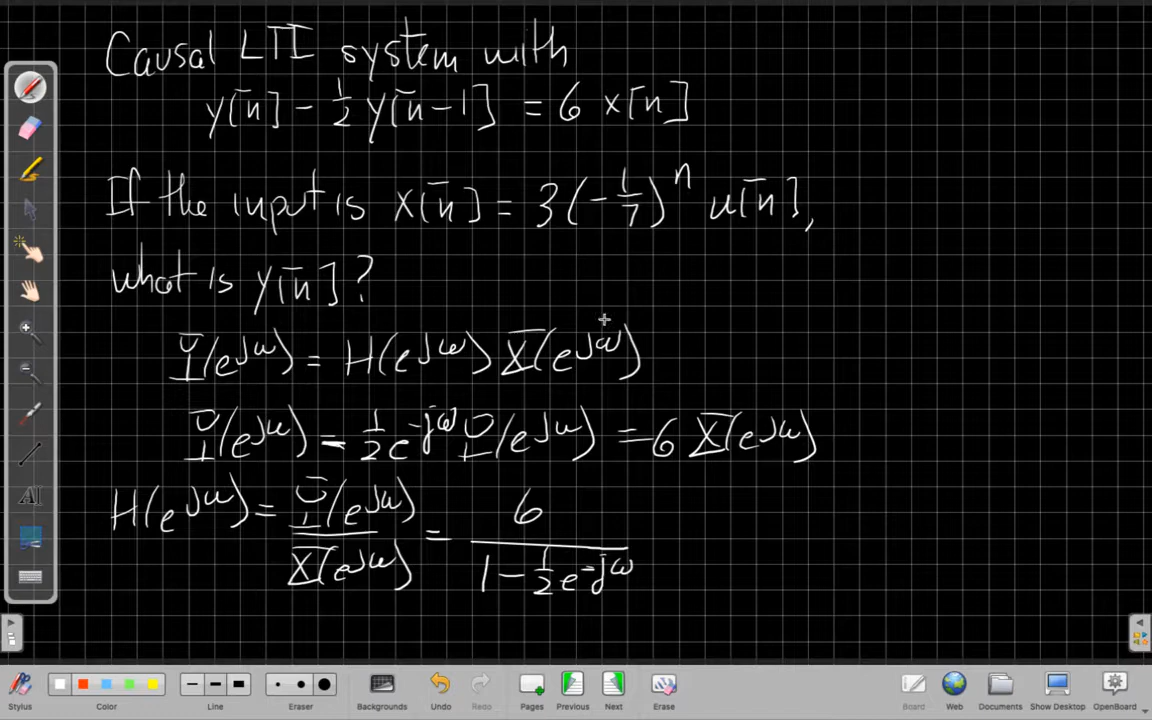 Causal LTI system with
y[n] - 1/2 y[n-1] = 6 x[n]
If the input is x[n] = 3(-1/7)^n u[n],
what is y[n]?
Y(e^jω) = H(e^jω) X(e^jω)
Y(e^jω) - 1/2 e^-jω Y(e^jω) = 6 X(e^jω)
H(e^jω) = Y(e^jω)/X(e^jω) = 6/(1 - 1/2 e^-jω)
AI
Stylus Color Line Eraser Backgrounds Undo Redo Pages Previous Next Erase Board Web Documents Show Desktop OpenBoard